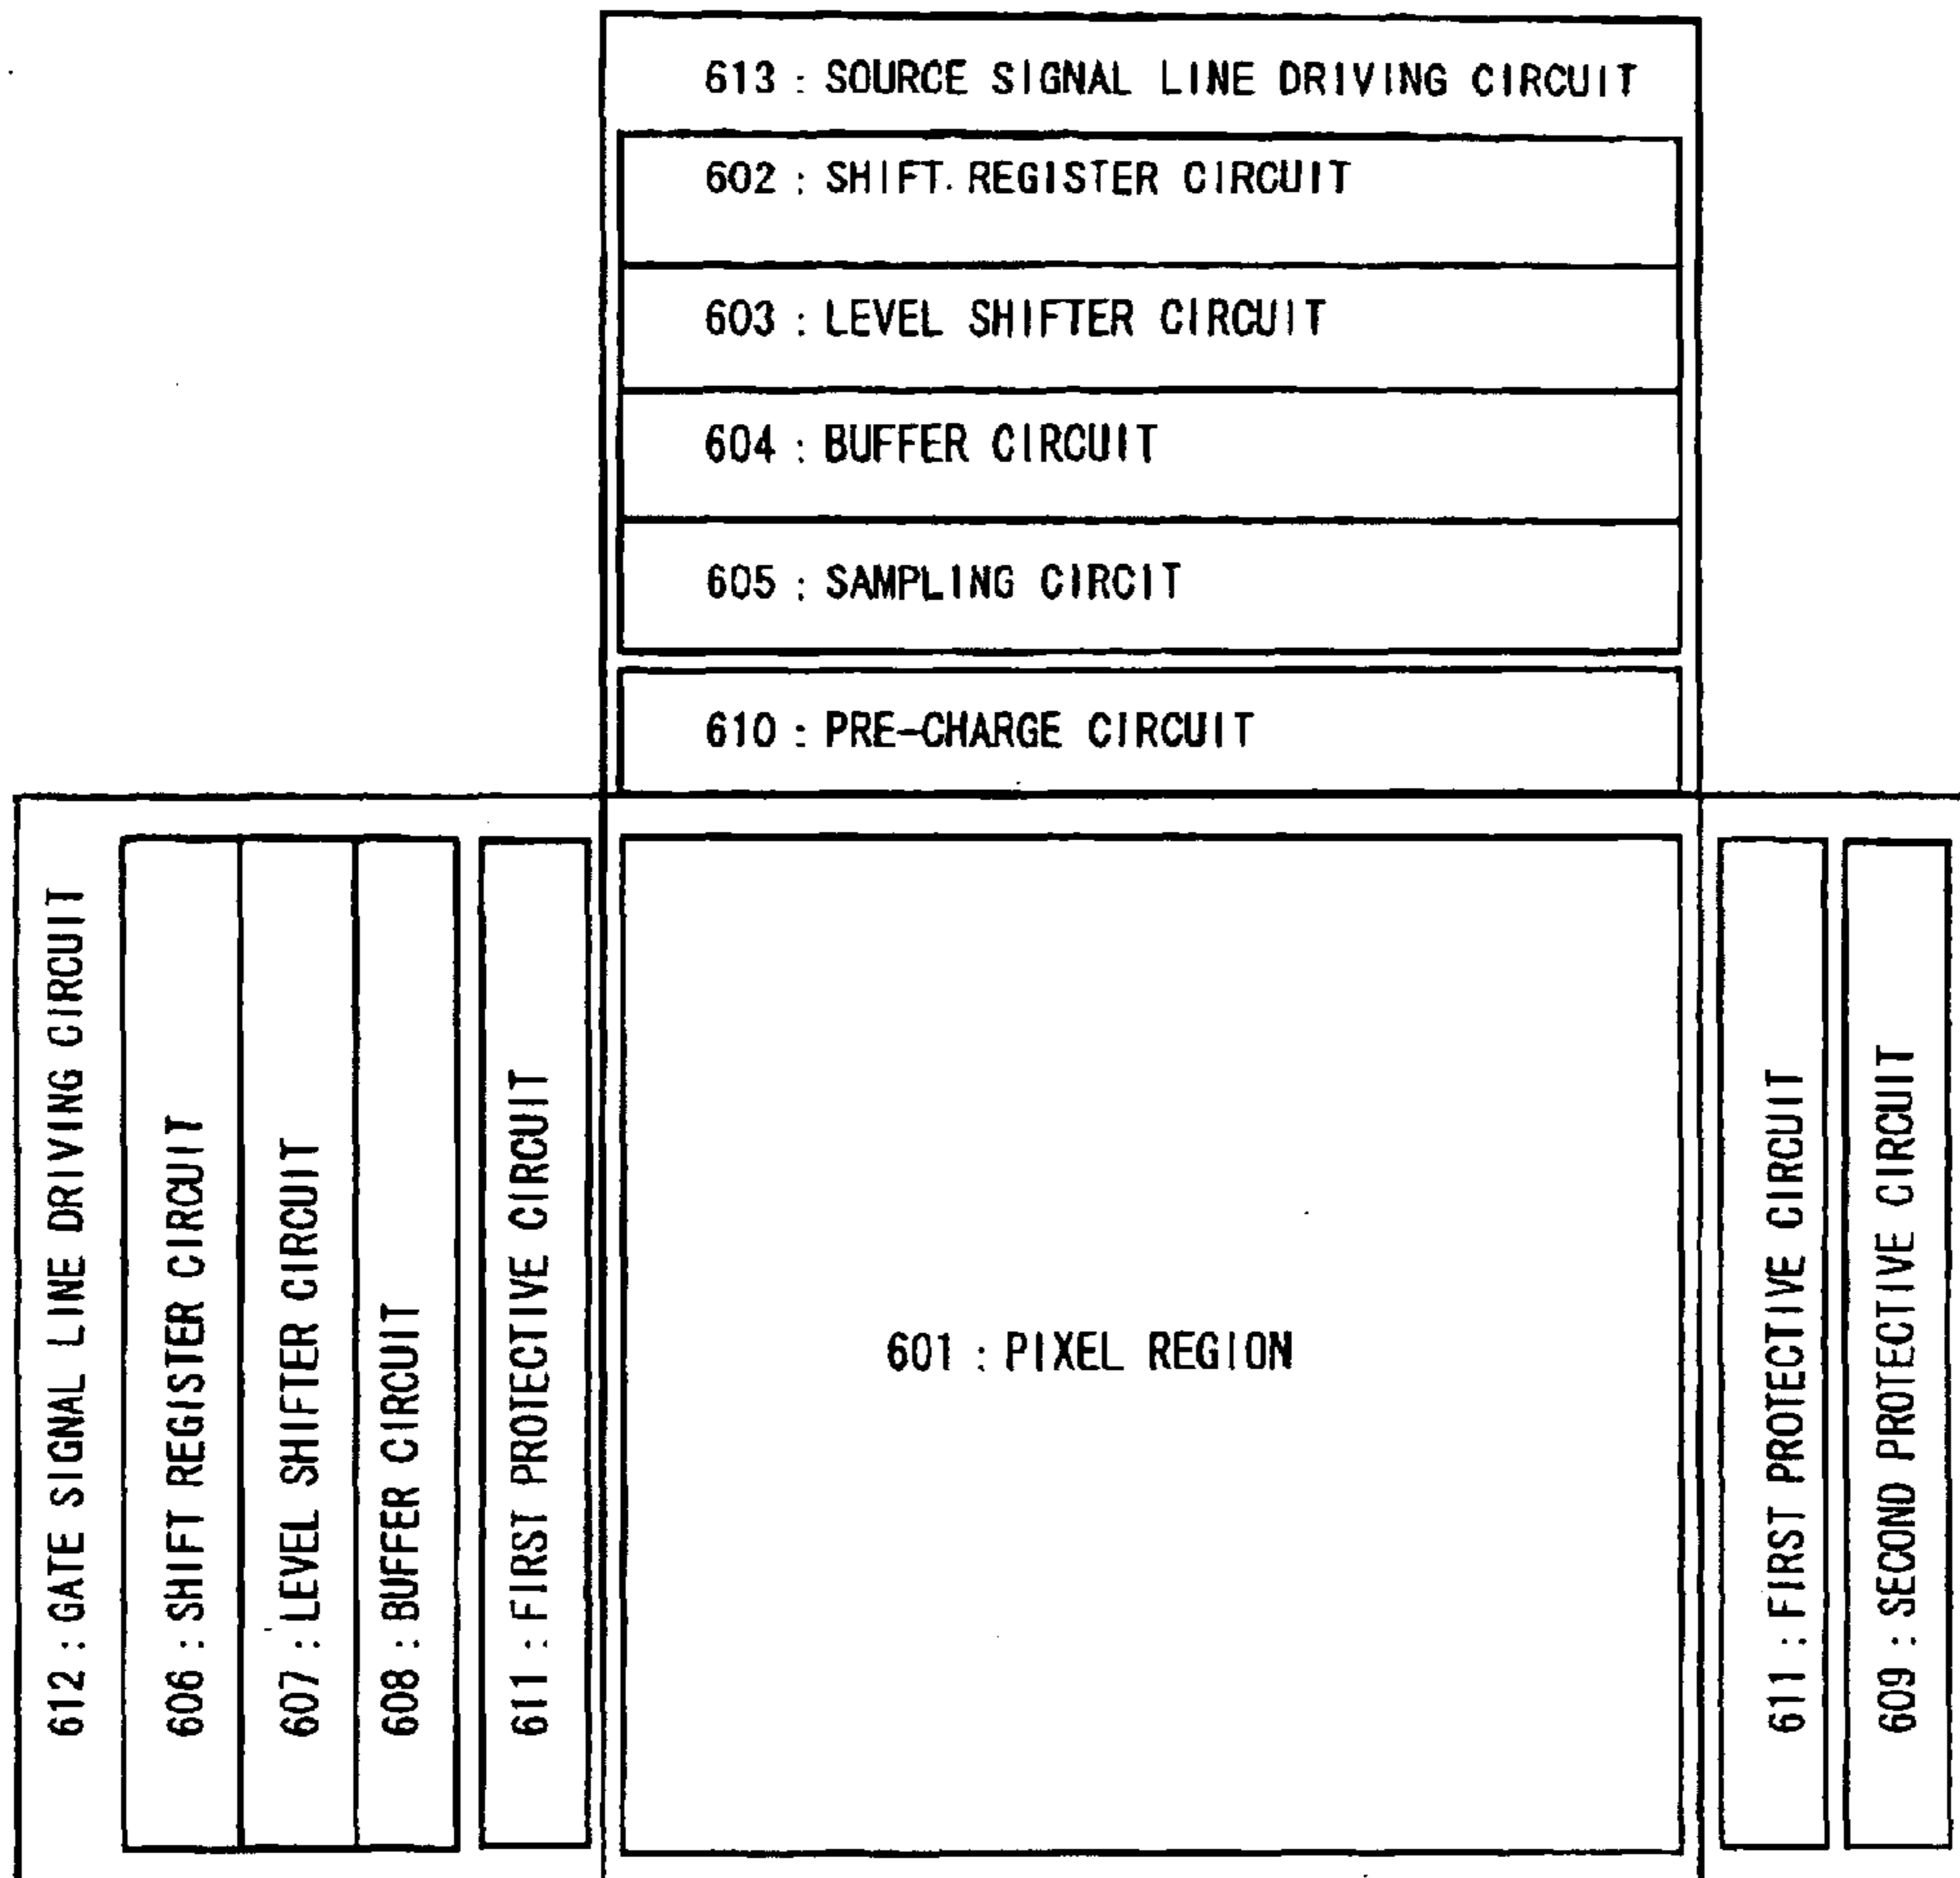 613 : SOURCE SIGNAL LINE DRIVING CIRCUIT
602 : SHIFT REGISTER CIRCUIT
603 : LEVEL SHIFTER CIRCUIT
604 : BUFFER CIRCUIT
605 : SAMPLING CIRCIT
610 : PRE-CHARGE CIRCUIT
612 : GATE SIGNAL LINE DRIVING CIRCUIT
606 : SHIFT REGISTER CIRCUIT
607 : LEVEL SHIFTER CIRCUIT
608 : BUFFER CIRCUIT
611 : FIRST PROTECTIVE CIRCUIT
601 : PIXEL REGION
611 : FIRST PROTECTIVE CIRCUIT
609 : SECOND PROTECTIVE CIRCUIT